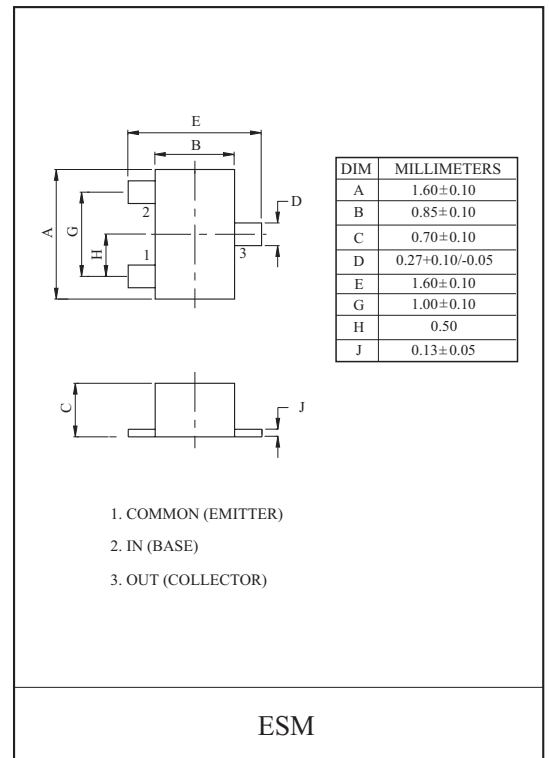 E
B
A
G
H
2
1
D
3
DIM MILLIMETERS
A 1.60±0.10
B 0.85±0.10
C 0.70±0.10
D 0.27+0.10/-0.05
E 1.60±0.10
G 1.00±0.10
H 0.50
J 0.13±0.05
C
J
1. COMMON (EMITTER)
2. IN (BASE)
3. OUT (COLLECTOR)
ESM